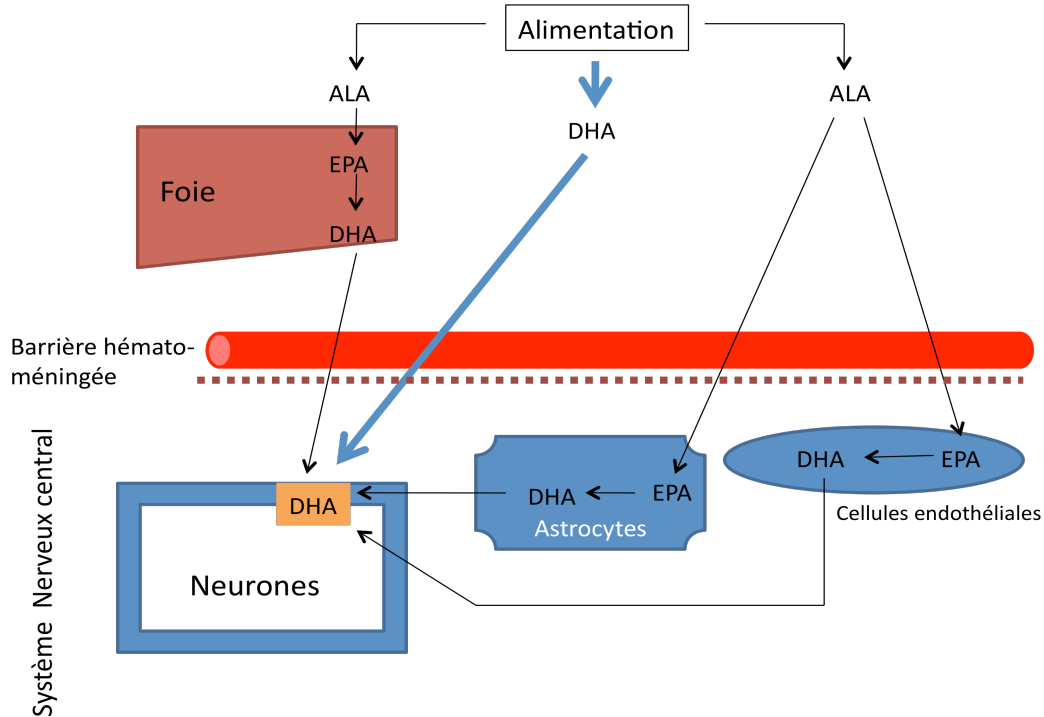 Alimentation
ALA
ALA
DHA
EPA
Foie
DHA
Barrière hémato-
méningée
DHA
EPA
DHA
EPA
DHA
Cellules endothéliales
Astrocytes
Neurones
Système Nerveux central